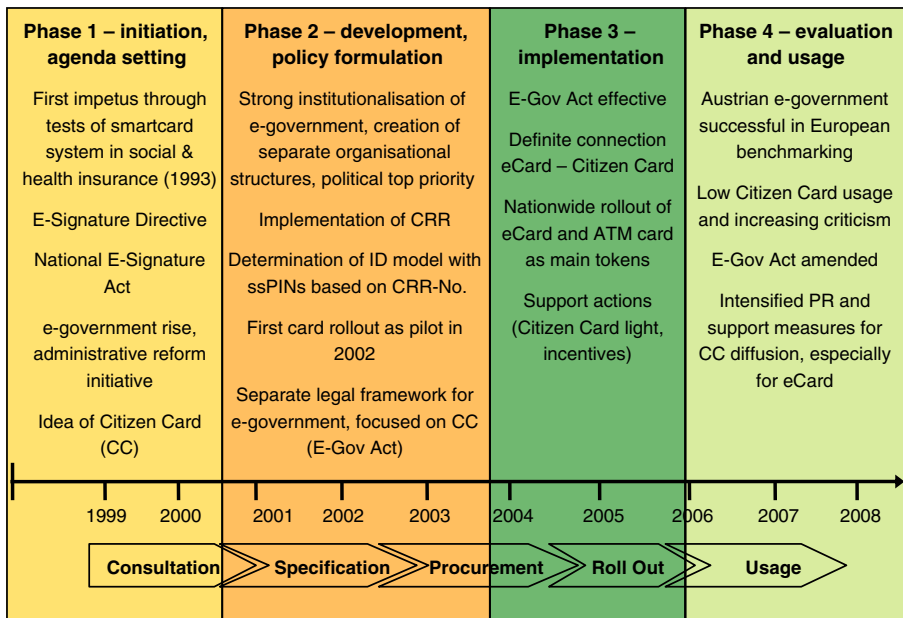 Phase 1 – initiation,
agenda setting
First impetus through
tests of smartcard
system in social &
health insurance (1993)
E-Signature Directive
National E-Signature
Act
e-government rise,
administrative reform
initiative
Idea of Citizen Card
(CC)
Phase 2 – development,
policy formulation
Strong institutionalisation of
e-government, creation of
separate organisational
structures, political top priority
Implementation of CRR
Determination of ID model with
ssPINs based on CRR-No.
First card rollout as pilot in
2002
Separate legal framework for
e-government, focused on CC
(E-Gov Act)
Phase 3 –
implementation
E-Gov Act effective
Definite connection
eCard – Citizen Card
Nationwide rollout of
eCard and ATM card
as main tokens
Support actions
(Citizen Card light,
incentives)
Phase 4 – evaluation
and usage
Austrian e-government
successful in European
benchmarking
Low Citizen Card usage
and increasing criticism
E-Gov Act amended
Intensified PR and
support measures for
CC diffusion, especially
for eCard
1999 2000 2001 2002 2003 2004 2005 2006 2007 2008
Consultation Specification Procurement Roll Out Usage